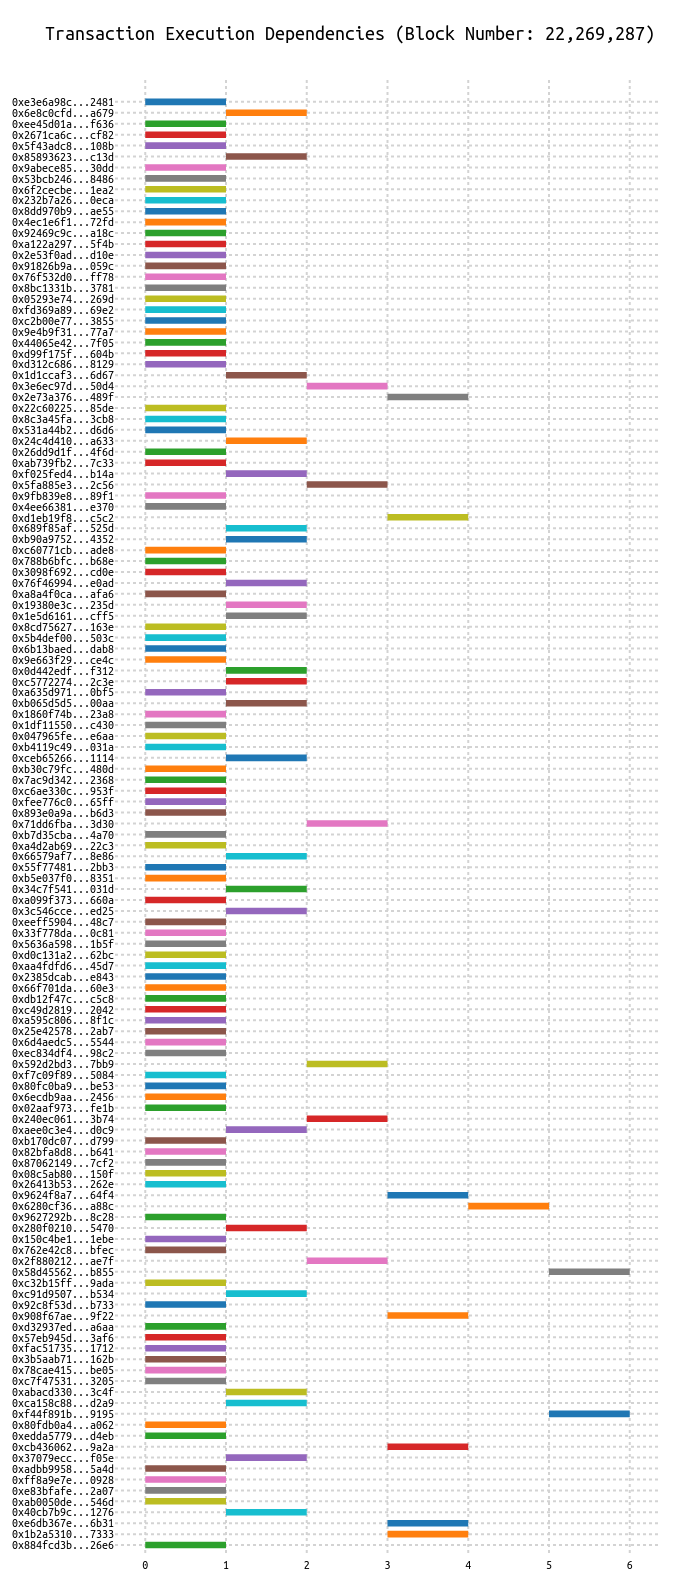 Transaction Execution Dependencies (Block Number: 22,269,287)
0xe3e6a98c...2481
0x6e8c0cfd...a679
0xee45d01a...f636
0x2671ca6c...cf82
0x5f43adc8...108b
0x85893623...c13d
0x9abece85...30dd
0x53bcb246...8486
0x6f2cecbe...1ea2
0x232b7a26...0eca
0x8dd970b9...ae55
0x4ec1e6f1...72fd
0x92469c9c...a18c
0xa122a297...5f4b
0x2e53f0ad...d10e
0x91826b9a...059c
0x76f532d0...ff78
0x8bc1331b...3781
0x05293e74...269d
0xfd369a89...69e2
0xc2b00e77...3855
0x9e4b9f31...77a7
0x44065e42...7f05
0xd99f175f...604b
0xd312c686...8129
0x1d1ccaf3...6d67
0x3e6ec97d...50d4
0x2e73a376...489f
0x22c60225...85de
0x8c3a45fa...3cb8
0x531a44b2...d6d6
0x24c4d410...a633
0x26dd9d1f...4f6d
0xab739fb2...7c33
0xf025fed4...b14a
0x5fa885e3...2c56
0x9fb839e8...89f1
0x4ee66381...e370
0xd1eb19f8...c5c2
0x689f85af...525d
0xb90a9752...4352
0xc60771cb...ade8
0x788b6bfc...b68e
0x3098f692...cd0e
0x76f46994...e0ad
0xa8a4f0ca...afa6
0x19380e3c...235d
0x1e5d6161...cff5
0x8cd75627...163e
0x5b4def00...503c
0x6b13baed...dab8
0x9e663f29...ce4c
0x0d442edf...f312
0xc5772274...2c3e
0xa635d971...0bf5
0xb065d5d5...00aa
0x1860f74b...23a8
0x1df11550...c430
0x047965fe...e6aa
0xb4119c49...031a
0xceb65266...1114
0xb30c79fc...480d
0x7ac9d342...2368
0xc6ae330c...953f
0xfee776c0...65ff
0x893e0a9a...b6d3
0x71dd6fba...3d30
0xb7d35cba...4a70
0xa4d2ab69...22c3
0x66579af7...8e86
0x55f77481...2bb3
0xb5e037f0...8351
0x34c7f541...031d
0xa099f373...660a
0x3c546cce...ed25
0xeeff5904...48c7
0x33f778da...0c81
0x5636a598...1b5f
0xd0c131a2...62bc
0xaa4fdfd6...45d7
0x2385dcab...e843
0x66f701da...60e3
0xdb12f47c...c5c8
0xc49d2819...2042
0xa595c806...8f1c
0x25e42578...2ab7
0x6d4aedc5...5544
0xec834df4...98c2
0x592d2bd3...7bb9
0xf7c09f89...5084
0x80fc0ba9...be53
0x6ecdb9aa...2456
0x02aaf973...fe1b
0x240ec061...3b74
0xaee0c3e4...d0c9
0xb170dc07...d799
0x82bfa8d8...b641
0x87062149...7cf2
0x08c5ab80...150f
0x26413b53...262e
0x9624f8a7...64f4
0x6280cf36...a88c
0x9627292b...8c28
0x280f0210...5470
0x150c4be1...1ebe
0x762e42c8...bfec
0x2f880212...ae7f
0x58d45562...b855
0xc32b15ff...9ada
0xc91d9507...b534
0x92c8f53d...b733
0x908f67ae...9f22
0xd32937ed...a6aa
0x57eb945d...3af6
0xfac51735...1712
0x3b5aab71...162b
0x78cae415...be05
0xc7f47531...3205
0xabacd330...3c4f
0xca158c88...d2a9
0xf44f891b...9195
0x80fdb0a4...a062
0xedda5779...d4eb
0xcb436062...9a2a
0x37079ecc...f05e
0xadbb9958...5a4d
0xff8a9e7e...0928
0xe83bfafe...2a07
0xab0050de...546d
0x40cb7b9c...1276
0xe6db367e...6b31
0x1b2a5310...7333
0x884fcd3b...26e6
0 1 2 3 4 5 6